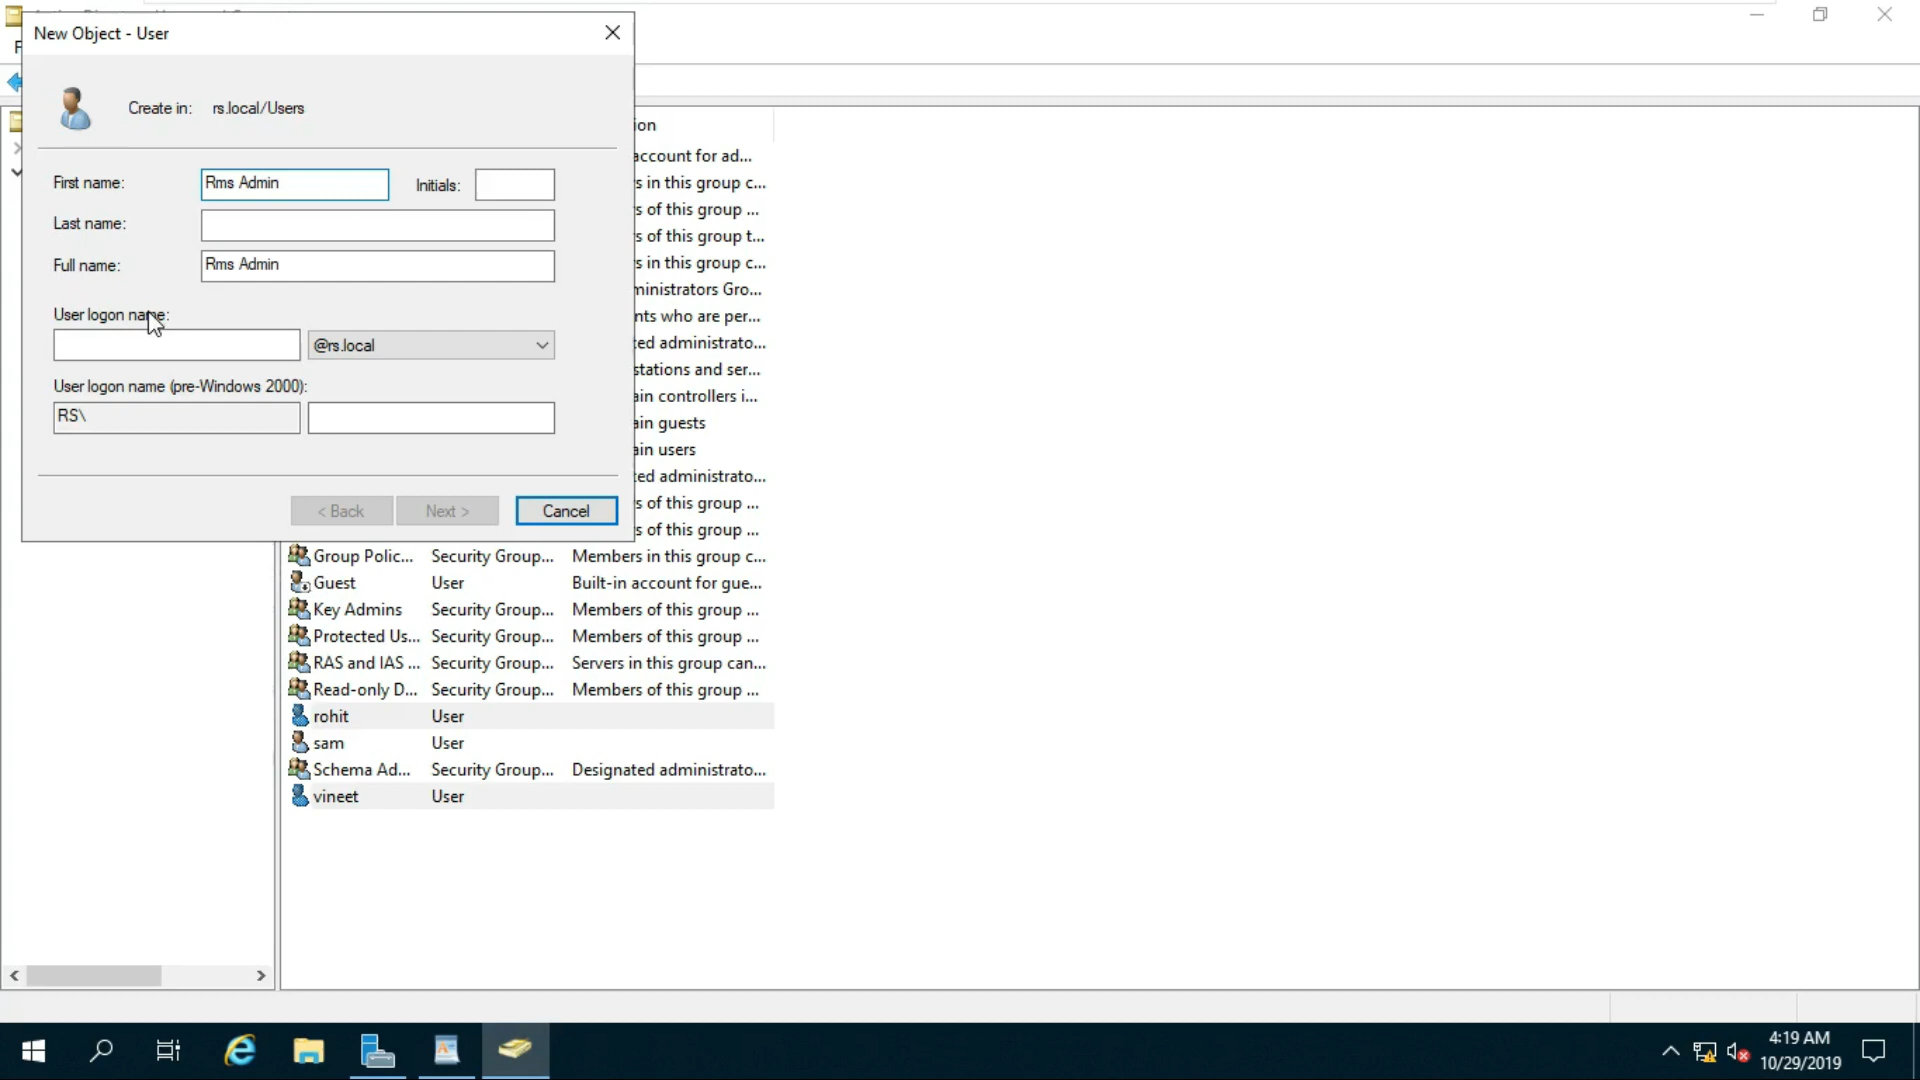 New Object - User
Create in: rs.local/Users
First name: Rms Admin Initials:
Last name:
Full name: Rms Admin
User logon name:
@rs.local
User logon name (pre-Windows 2000):
RS\
< Back Next > Cancel
ion
account for ad...
s in this group c...
s of this group ...
s of this group t...
s in this group c...
ministrators Gro...
nts who are per...
ted administrato...
stations and ser...
ain controllers i...
ain guests
ain users
ted administrato...
s of this group ...
s of this group ...
Group Polic... Security Group... Members in this group c...
Guest User Built-in account for gue...
Key Admins Security Group... Members of this group ...
Protected Us... Security Group... Members of this group ...
RAS and IAS ... Security Group... Servers in this group can...
Read-only D... Security Group... Members of this group ...
rohit User
sam User
Schema Ad... Security Group... Designated administrato...
vineet User
4:19 AM
10/29/2019